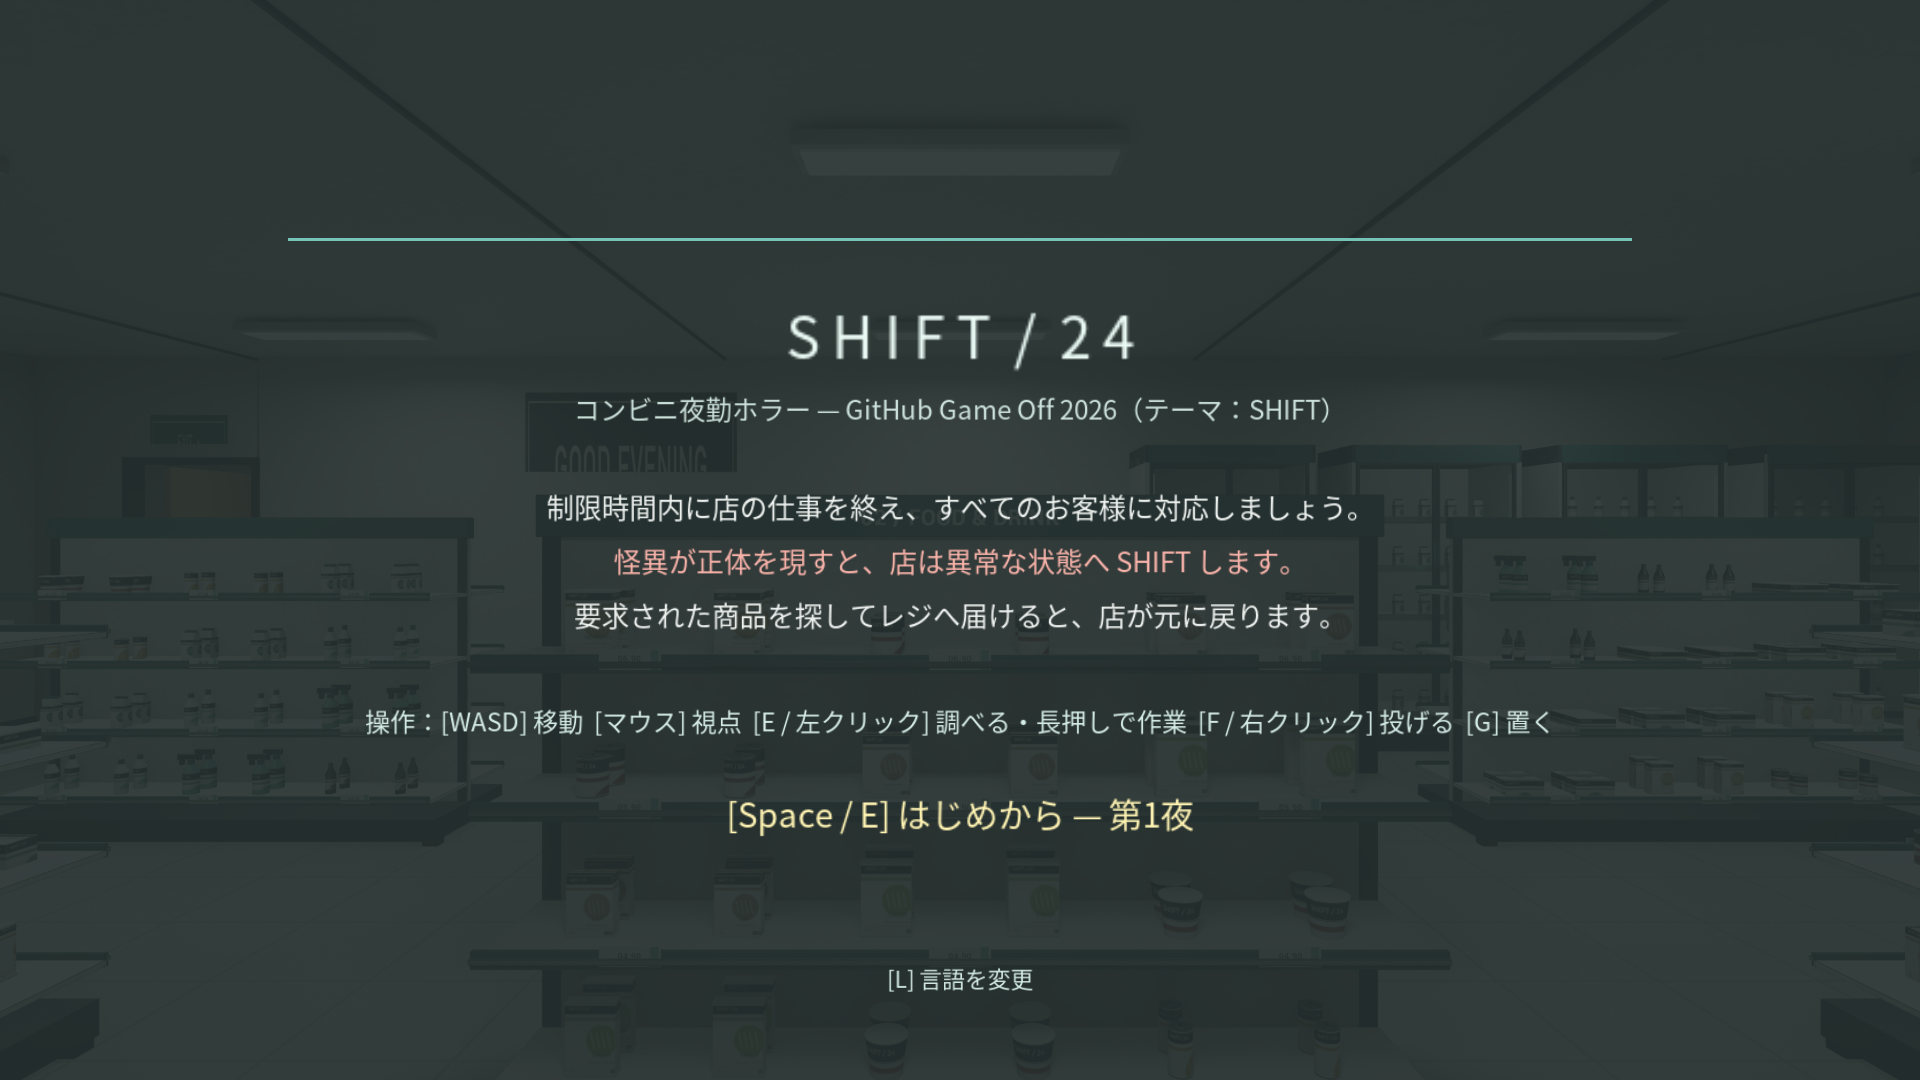 SHIFT / 24
コンビニ夜勤ホラー — GitHub Game Off 2026（テーマ：SHIFT）
GOOD EVENING
制限時間内に店の仕事を終え、すべてのお客様に対応しましょう。
怪異が正体を現すと、店は異常な状態へ SHIFT します。
要求された商品を探してレジへ届けると、店が元に戻ります。
操作：[WASD] 移動 [マウス] 視点 [E / 左クリック] 調べる・長押しで作業 [F / 右クリック] 投げる [G] 置く
[Space / E] はじめから — 第1夜
[L] 言語を変更